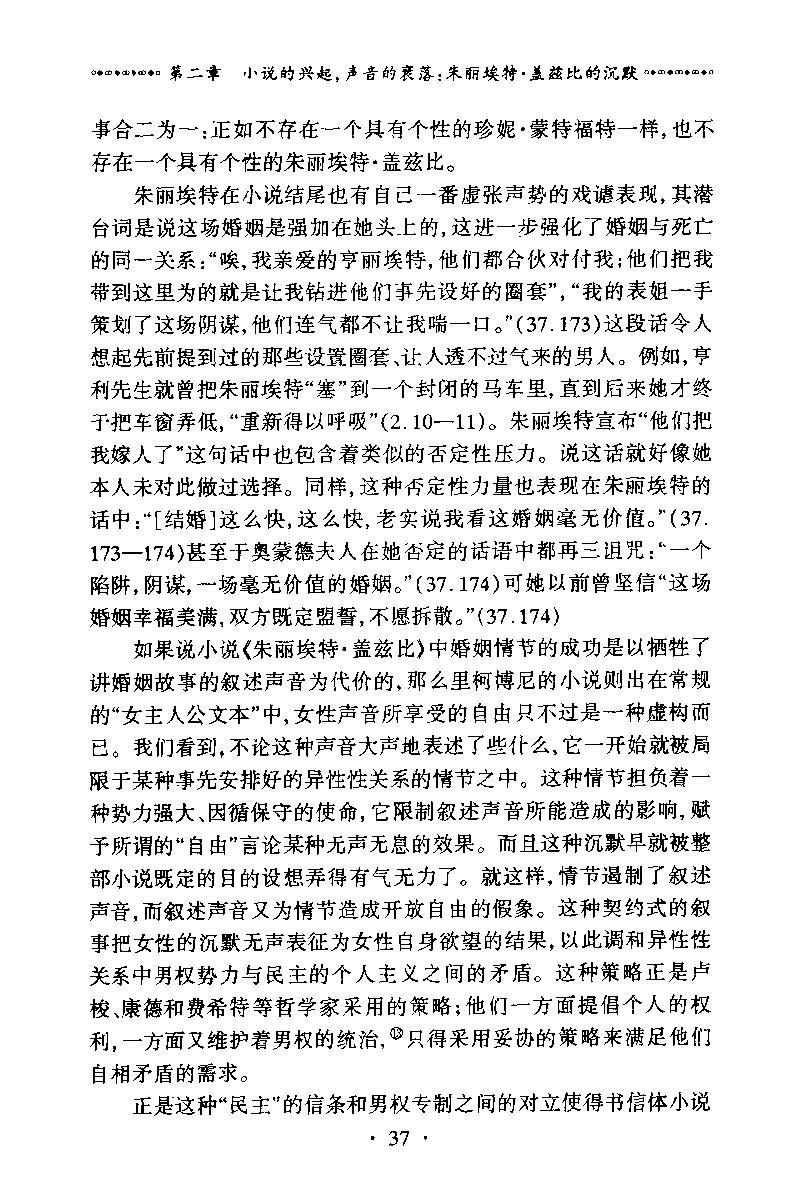 第二章 小说的兴起,声音的衰落:朱丽埃特·盖兹比的沉默
事合二为一;正如不存在一个具有个性的珍妮·蒙特福特一样,也不
存在一个具有个性的朱丽埃特·盖兹比。
朱丽埃特在小说结尾也有自己一番虚张声势的戏谑表现,其潜
台词是说这场婚姻是强加在她头上的,这进一步强化了婚姻与死亡
的同一关系:“唉,我亲爱的亨丽埃特,他们都合伙对付我;他们把我
带到这里为的就是让我钻进他们事先设好的圈套”,“我的表姐一手
策划了这场阴谋,他们连气都不让我喘一口。”(37.173)这段话令人
想起先前提到过的那些设置圈套、让人透不过气来的男人。例如,亨
利先生就曾把朱丽埃特“塞”到一个封闭的马车里,直到后来她才终
于把车窗弄低,“重新得以呼吸”(2.10—11)。朱丽埃特宣布“他们把
我嫁人了”这句话中也包含着类似的否定性压力。说这话就好像她
本人未对此做过选择。同样,这种否定性力量也表现在朱丽埃特的
话中:“[结婚]这么快,这么快,老实说我看这婚姻毫无价值。”(37.
173—174)甚至于奥蒙德夫人在她否定的话语中都再三诅咒:“一个
陷阱,阴谋,一场毫无价值的婚姻。”(37.174)可她以前曾坚信“这场
婚姻幸福美满,双方既定盟誓,不愿拆散。”(37.174)
如果说小说《朱丽埃特·盖兹比》中婚姻情节的成功是以牺牲了
讲婚姻故事的叙述声音为代价的,那么里柯博尼的小说则出在常规
的“女主人公文本”中,女性声音所享受的自由只不过是一种虚构而
已。我们看到,不论这种声音大声地表述了些什么,它一开始就被局
限于某种事先安排好的异性性关系的情节之中。这种情节担负着一
种势力强大、因循保守的使命,它限制叙述声音所能造成的影响,赋
予所谓的“自由”言论某种无声无息的效果。而且这种沉默早就被整
部小说既定的目的设想弄得有气无力了。就这样,情节遏制了叙述
声音,而叙述声音又为情节造成开放自由的假象。这种契约式的叙
事把女性的沉默无声表征为女性自身欲望的结果,以此调和异性性
关系中男权势力与民主的个人主义之间的矛盾。这种策略正是卢
梭、康德和费希特等哲学家采用的策略;他们一方面提倡个人的权
利,一方面又维护着男权的统治,⑬只得采用妥协的策略来满足他们
自相矛盾的需求。
正是这种“民主”的信条和男权专制之间的对立使得书信体小说
· 37 ·